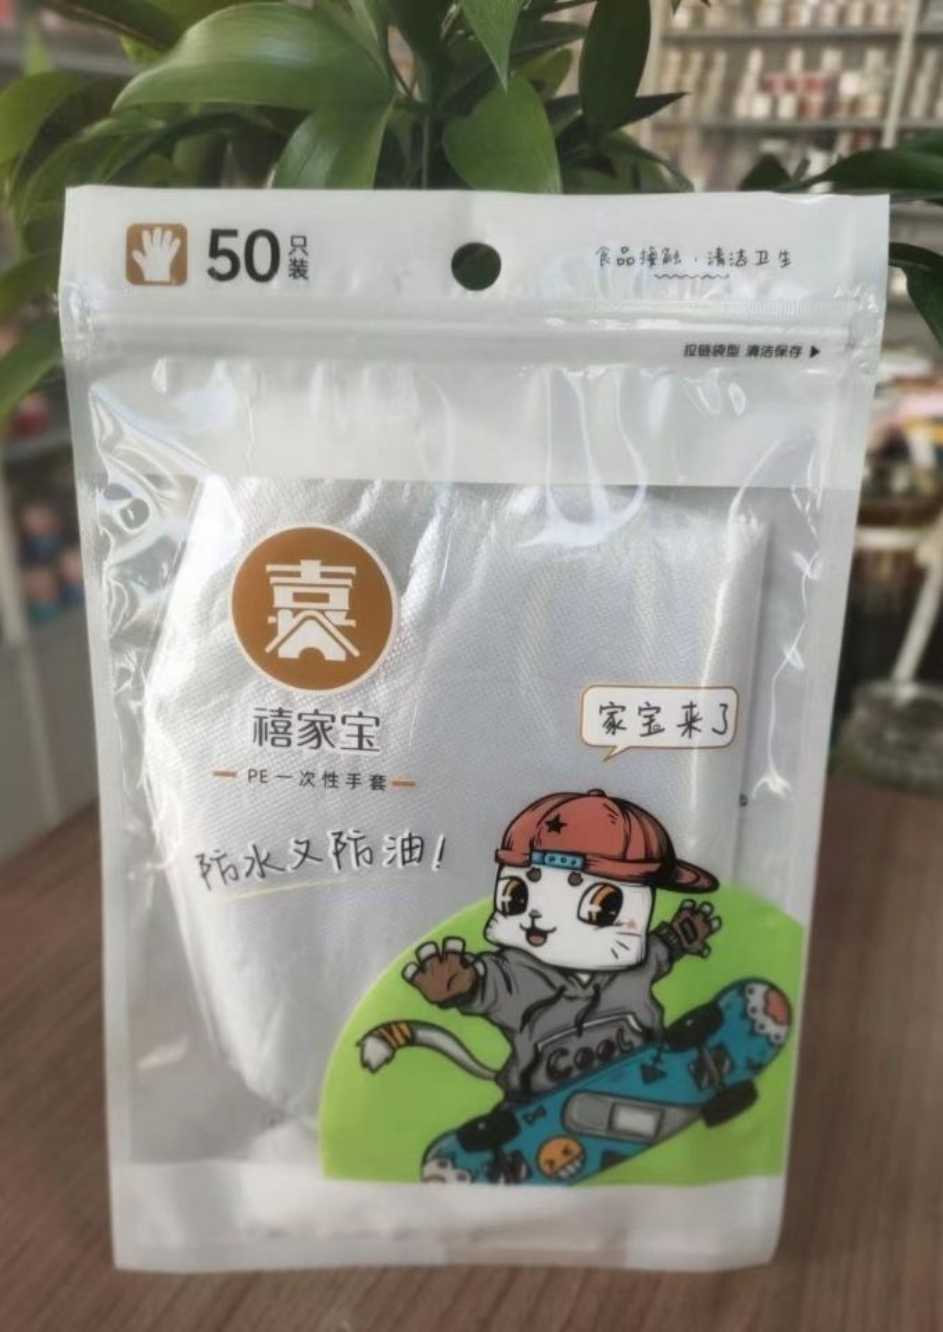 50只装
食品接触，清洁卫生
拉链袋型 清洁保存
禧家宝
PE一次性手套
家宝来了
防水又防油！
COOL